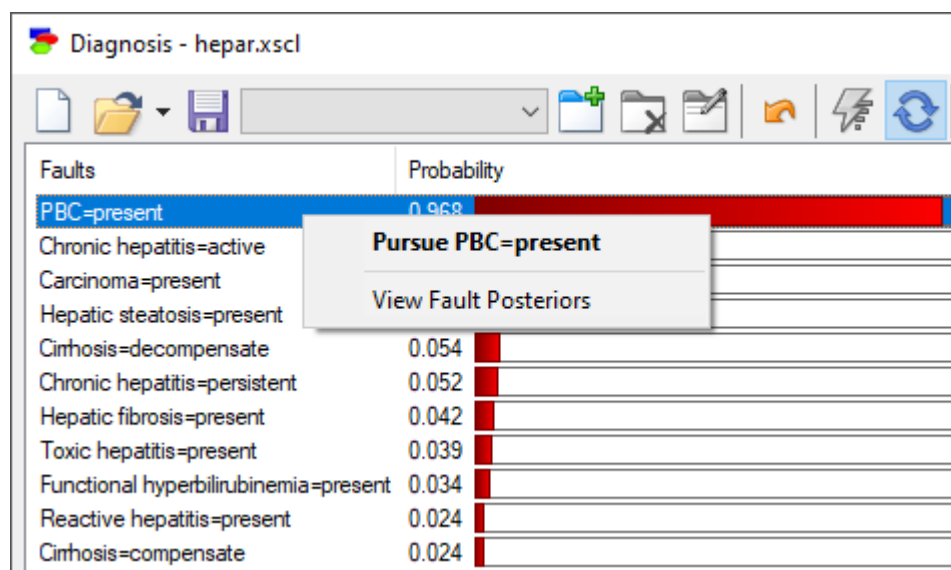 Diagnosis - hepar.xscl
Faults Probability
PBC=present 0.968
Pursue PBC=present
Chronic hepatitis=active
Carcinoma=present
View Fault Posteriors
Hepatic steatosis=present
Cirrhosis=decompensate 0.054
Chronic hepatitis=persistent 0.052
Hepatic fibrosis=present 0.042
Toxic hepatitis=present 0.039
Functional hyperbilirubinemia=present 0.034
Reactive hepatitis=present 0.024
Cirrhosis=compensate 0.024